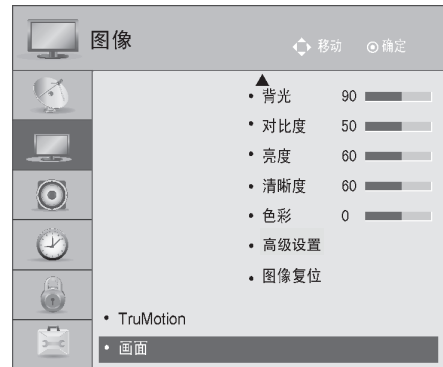 图像 移动 ⊙确定
• 背光 90
• 对比度 50
• 亮度 60
• 清晰度 60
• 色彩 0
• 高级设置
• 图像复位
• TruMotion
• 画面